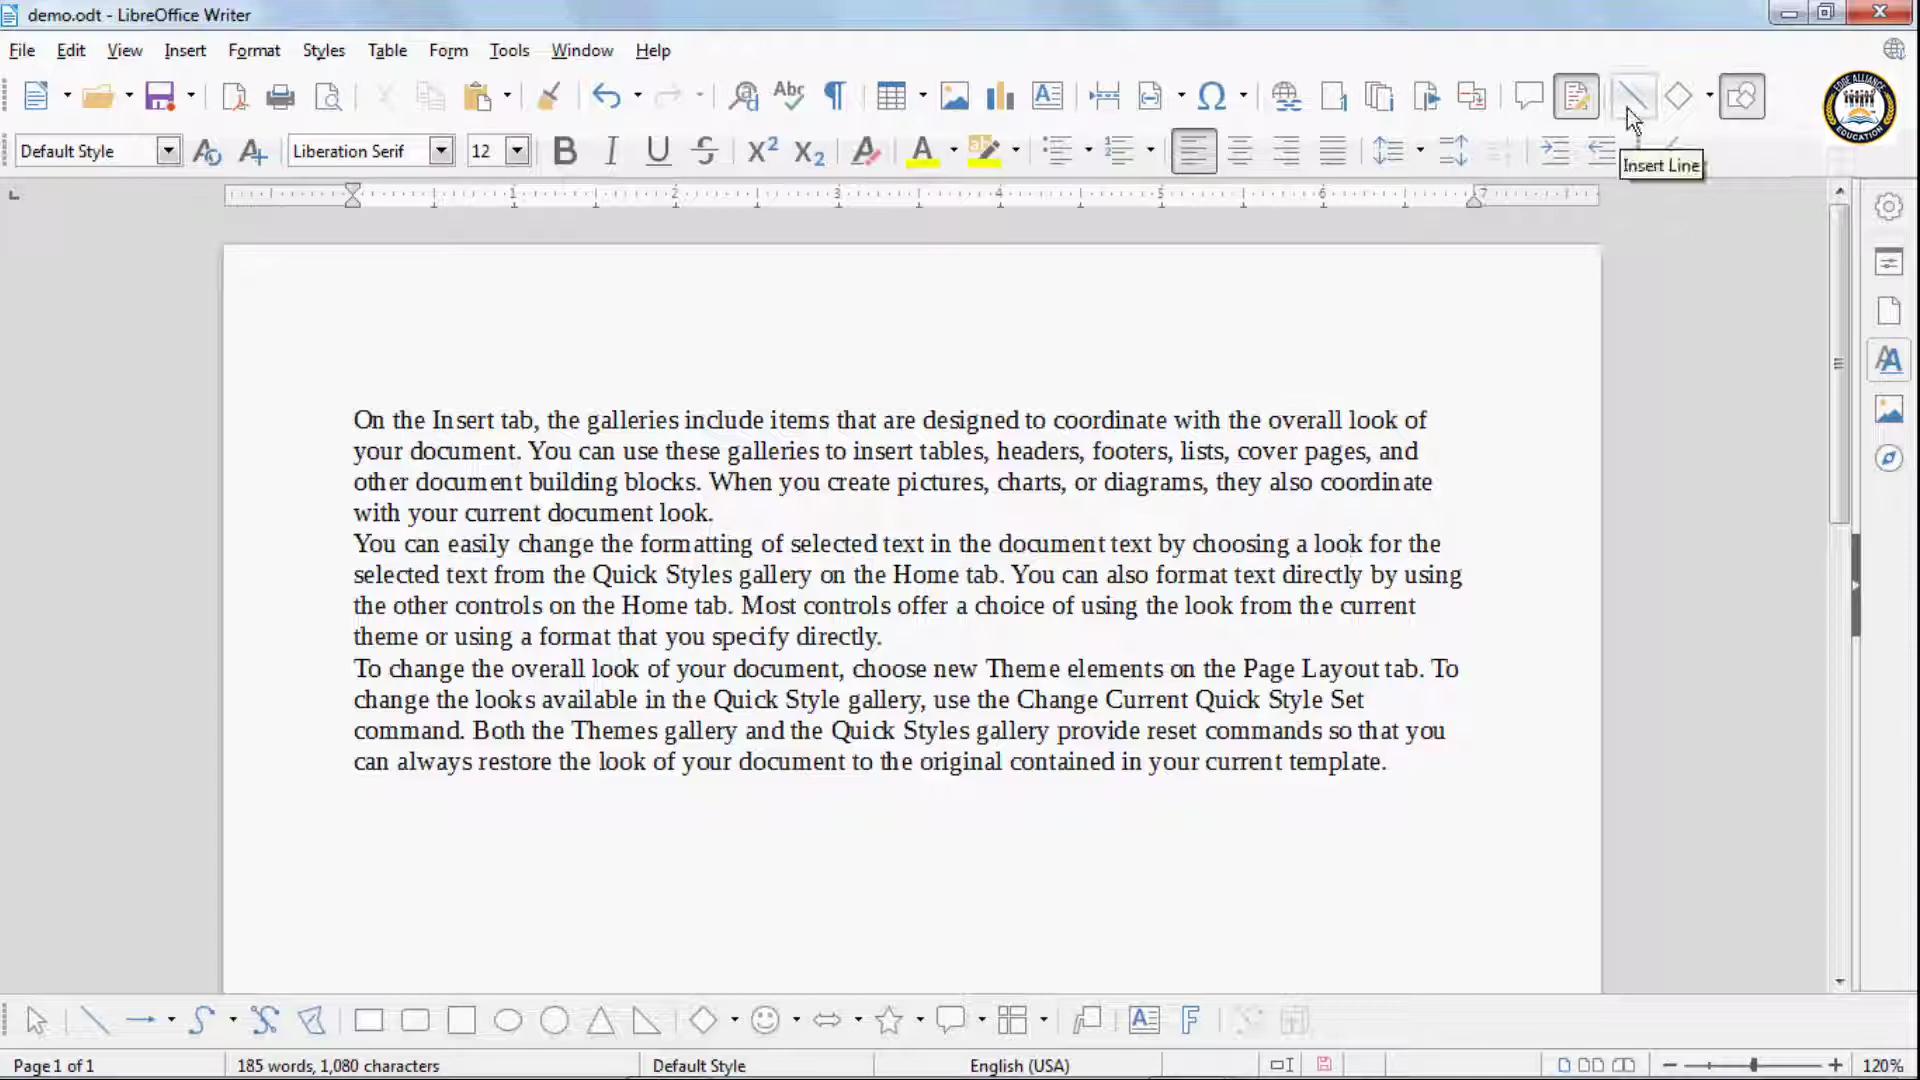 demo.odt - LibreOffice Writer
File Edit View Insert Format Styles Table Form Tools Window Help
EDGE ALLIANCE
EDUCATION
Default Style Liberation Serif 12
Insert Line
1 2 3 4 5 6 7
On the Insert tab, the galleries include items that are designed to coordinate with the overall look of
your document. You can use these galleries to insert tables, headers, footers, lists, cover pages, and
other document building blocks. When you create pictures, charts, or diagrams, they also coordinate
with your current document look.
You can easily change the formatting of selected text in the document text by choosing a look for the
selected text from the Quick Styles gallery on the Home tab. You can also format text directly by using
the other controls on the Home tab. Most controls offer a choice of using the look from the current
theme or using a format that you specify directly.
To change the overall look of your document, choose new Theme elements on the Page Layout tab. To
change the looks available in the Quick Style gallery, use the Change Current Quick Style Set
command. Both the Themes gallery and the Quick Styles gallery provide reset commands so that you
can always restore the look of your document to the original contained in your current template.
Page 1 of 1 185 words, 1,080 characters Default Style English (USA) 120%